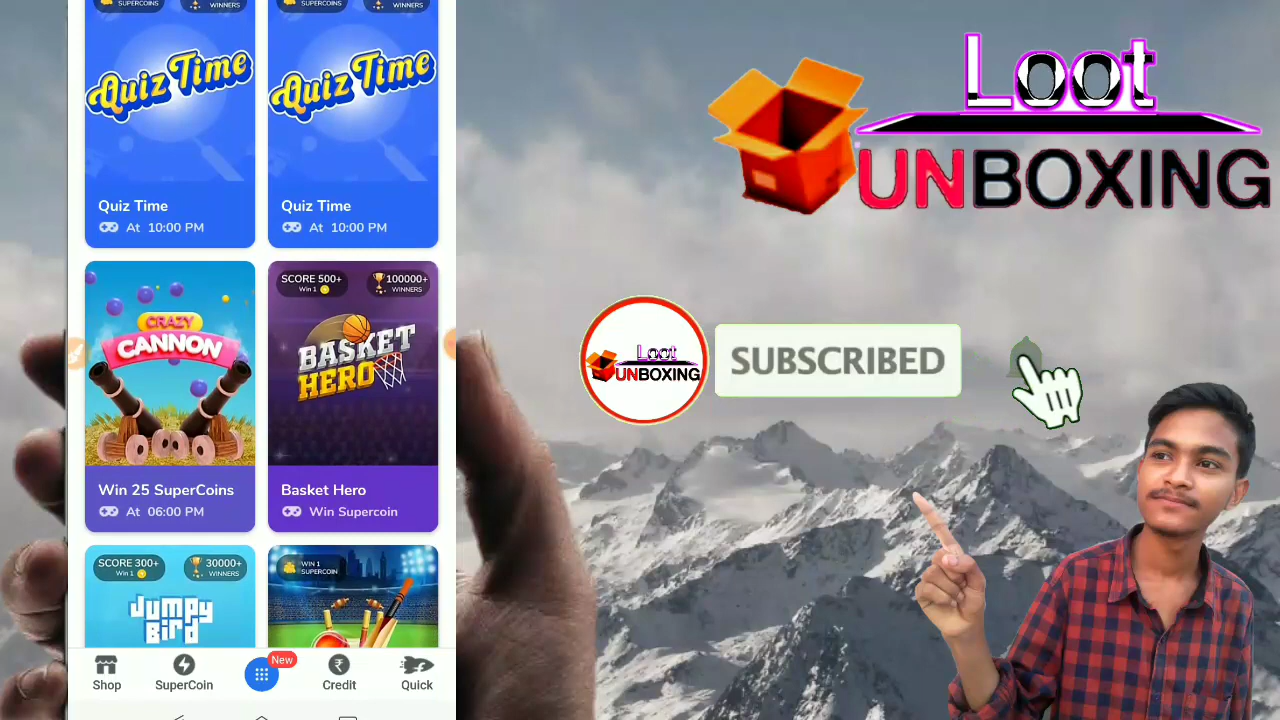 SUPERCOINS
WINNERS
SUPERCOINS
WINNERS
Quiz Time
Quiz Time
Quiz Time
At 10:00 PM
Quiz Time
At 10:00 PM
CRAZY
CANNON
Win 25 SuperCoins
At 06:00 PM
SCORE 500+
Win 1
100000+
WINNERS
BASKET
HERO
Basket Hero
Win Supercoin
SCORE 300+
Win 1
30000+
WINNERS
JUMPY
BIRD
WIN 1
SUPERCOIN
Shop
SuperCoin
New
Credit
Quick
Loot
UNBOXING
Loot
UNBOXING
SUBSCRIBED